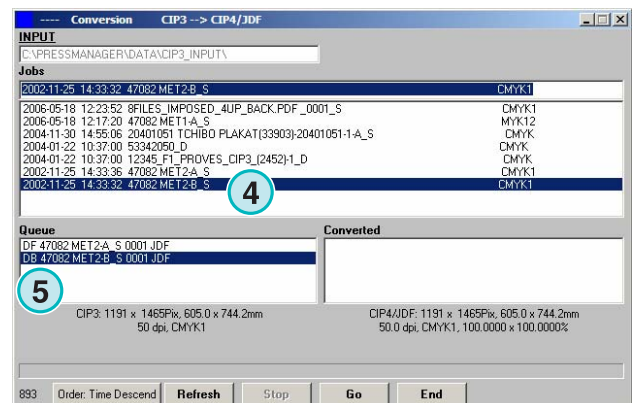 ---- Conversion CIP3 --> CIP4/JDF
INPUT
C:\PRESSMANAGER\DATA\CIP3_INPUT\
Jobs
2002-11-25 14:33:32 47082 MET2-B_S CMYK1
2006-05-18 12:23:52 8FILES_IMPOSED_4UP_BACK.PDF_0001_S CMYK1
2006-05-18 12:17:20 47082 MET1-A_S MYK12
2004-11-30 14:55:06 20401051 TCHIBO PLAKAT(33903)-20401051-1-A_S CMYK
2004-01-22 10:37:00 53342050_D CMYK
2004-01-22 10:37:00 12345_F1_PROVES_CIP3_(2452)-1_D CMYK
2002-11-25 14:33:36 47082 MET2-A_S CMYK1
2002-11-25 14:33:32 47082 MET2-B_S CMYK1
4
Queue Converted
DF 47082 MET2-A_S 0001 JDF
DB 47082 MET2-B_S 0001 JDF
5
CIP3: 1191 x 1465Pix, 605.0 x 744.2mm CIP4/JDF: 1191 x 1465Pix, 605.0 x 744.2mm
50 dpi, CMYK1 50.0 dpi, CMYK1, 100.0000 x 100.0000%
893 Order: Time Descend Refresh Stop Go End